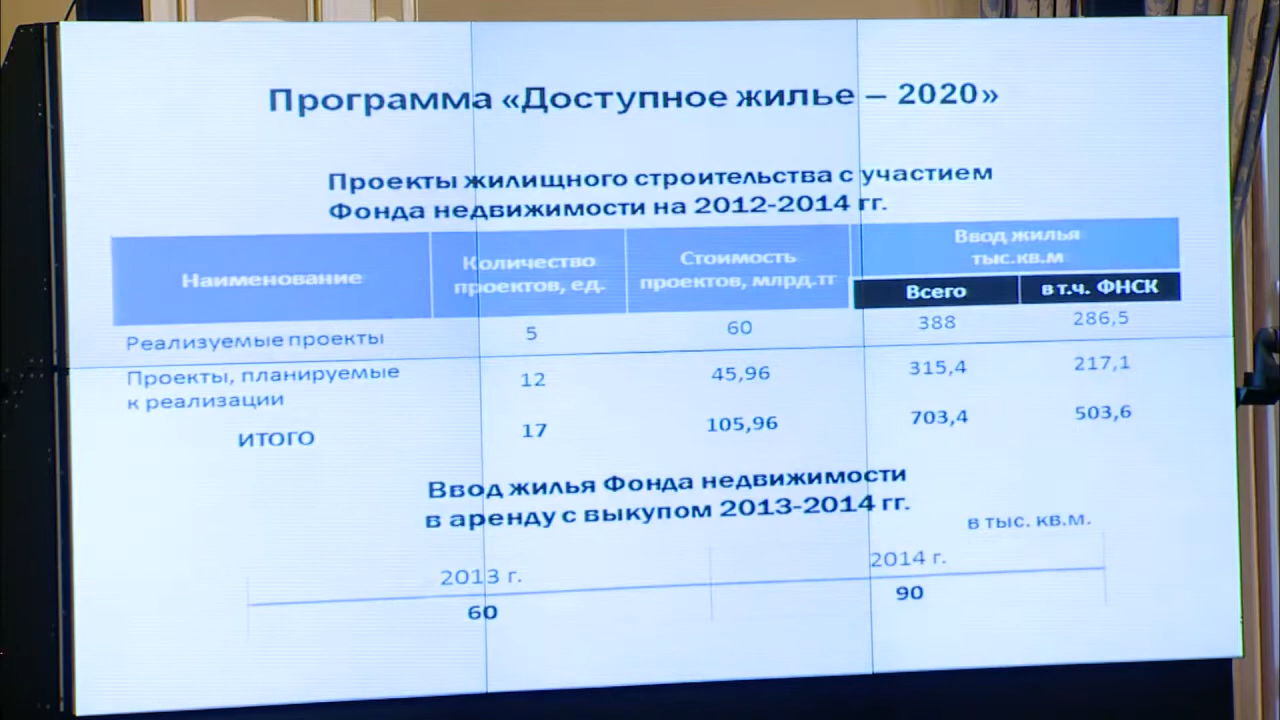 Программа «Доступное жилье – 2020»
Проекты жилищного строительства с участием
Фонда недвижимости на 2012-2014 гг.
Наименование
Количество
проектов, ед.
Стоимость
проектов, млрд.тг
Ввод жилья
тыс.кв.м
Всего
в т.ч. ФНСК
Реализуемые проекты 5 60 388 286,5
Проекты, планируемые
к реализации
12 45,96 315,4 217,1
ИТОГО 17 105,96 703,4 503,6
Ввод жилья Фонда недвижимости
в аренду с выкупом 2013-2014 гг.
в тыс. кв.м.
2013 г. 2014 г.
60 90